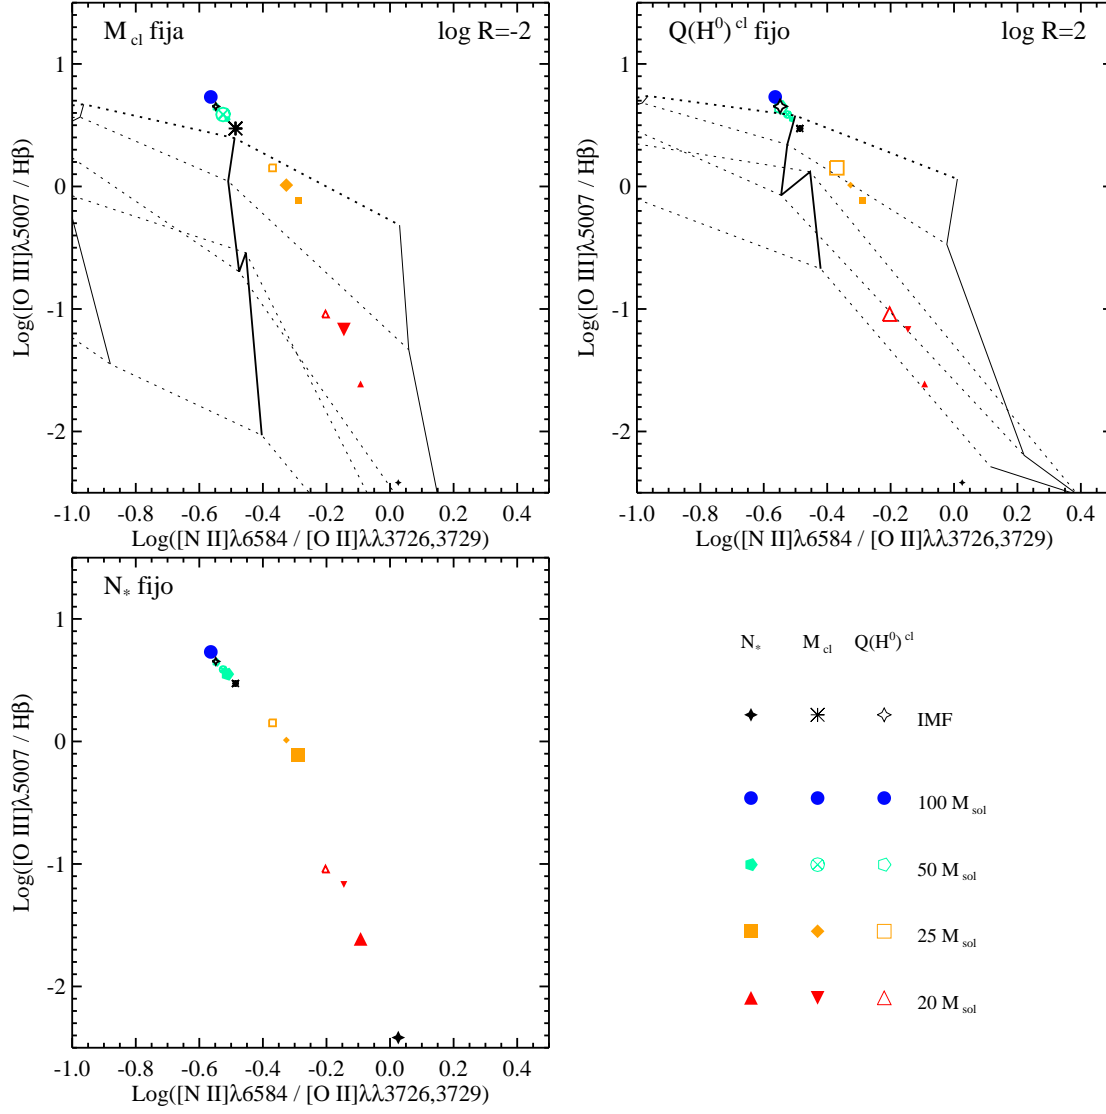 M cl fija
log R=-2
Q(H⁰) cl fijo
log R=2
1
0
-1
-2
Log([O III]λ5007 / Hβ)
-1.0 -0.8 -0.6 -0.4 -0.2 0.0 0.2 0.4
Log([N II]λ6584 / [O II]λλ3726,3729)
1
0
-1
-2
Log([O III]λ5007 / Hβ)
-1.0 -0.8 -0.6 -0.4 -0.2 0.0 0.2 0.4
Log([N II]λ6584 / [O II]λλ3726,3729)
N* fijo
1
0
-1
-2
Log([O III]λ5007 / Hβ)
-1.0 -0.8 -0.6 -0.4 -0.2 0.0 0.2 0.4
Log([N II]λ6584 / [O II]λλ3726,3729)
N* M cl Q(H⁰) cl
IMF
100 M sol
50 M sol
25 M sol
20 M sol